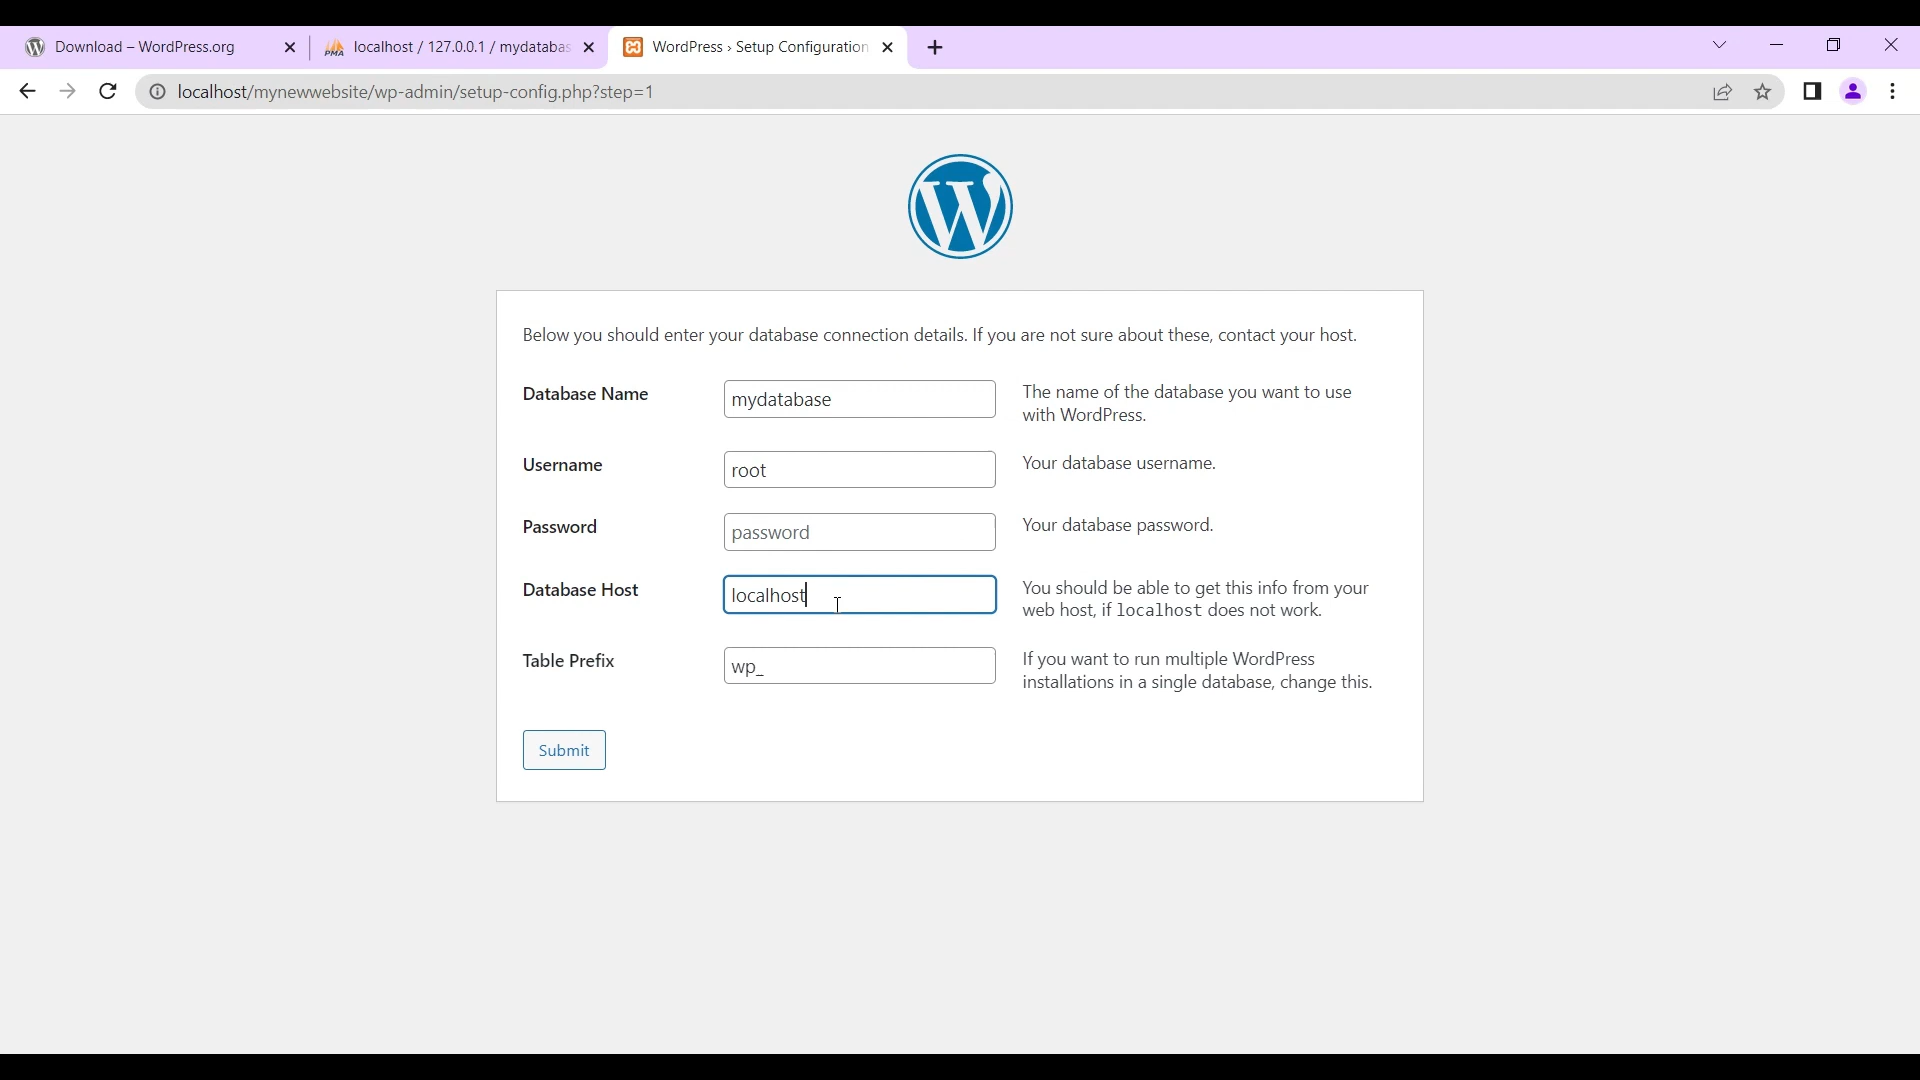 Download – WordPress.org
localhost / 127.0.0.1 / mydatabas
WordPress › Setup Configuration
localhost/mynewwebsite/wp-admin/setup-config.php?step=1
Below you should enter your database connection details. If you are not sure about these, contact your host.
Database Name
mydatabase
The name of the database you want to use
with WordPress.
Username
root
Your database username.
Password
password
Your database password.
Database Host
localhost
You should be able to get this info from your
web host, if localhost does not work.
Table Prefix
wp_
If you want to run multiple WordPress
installations in a single database, change this.
Submit